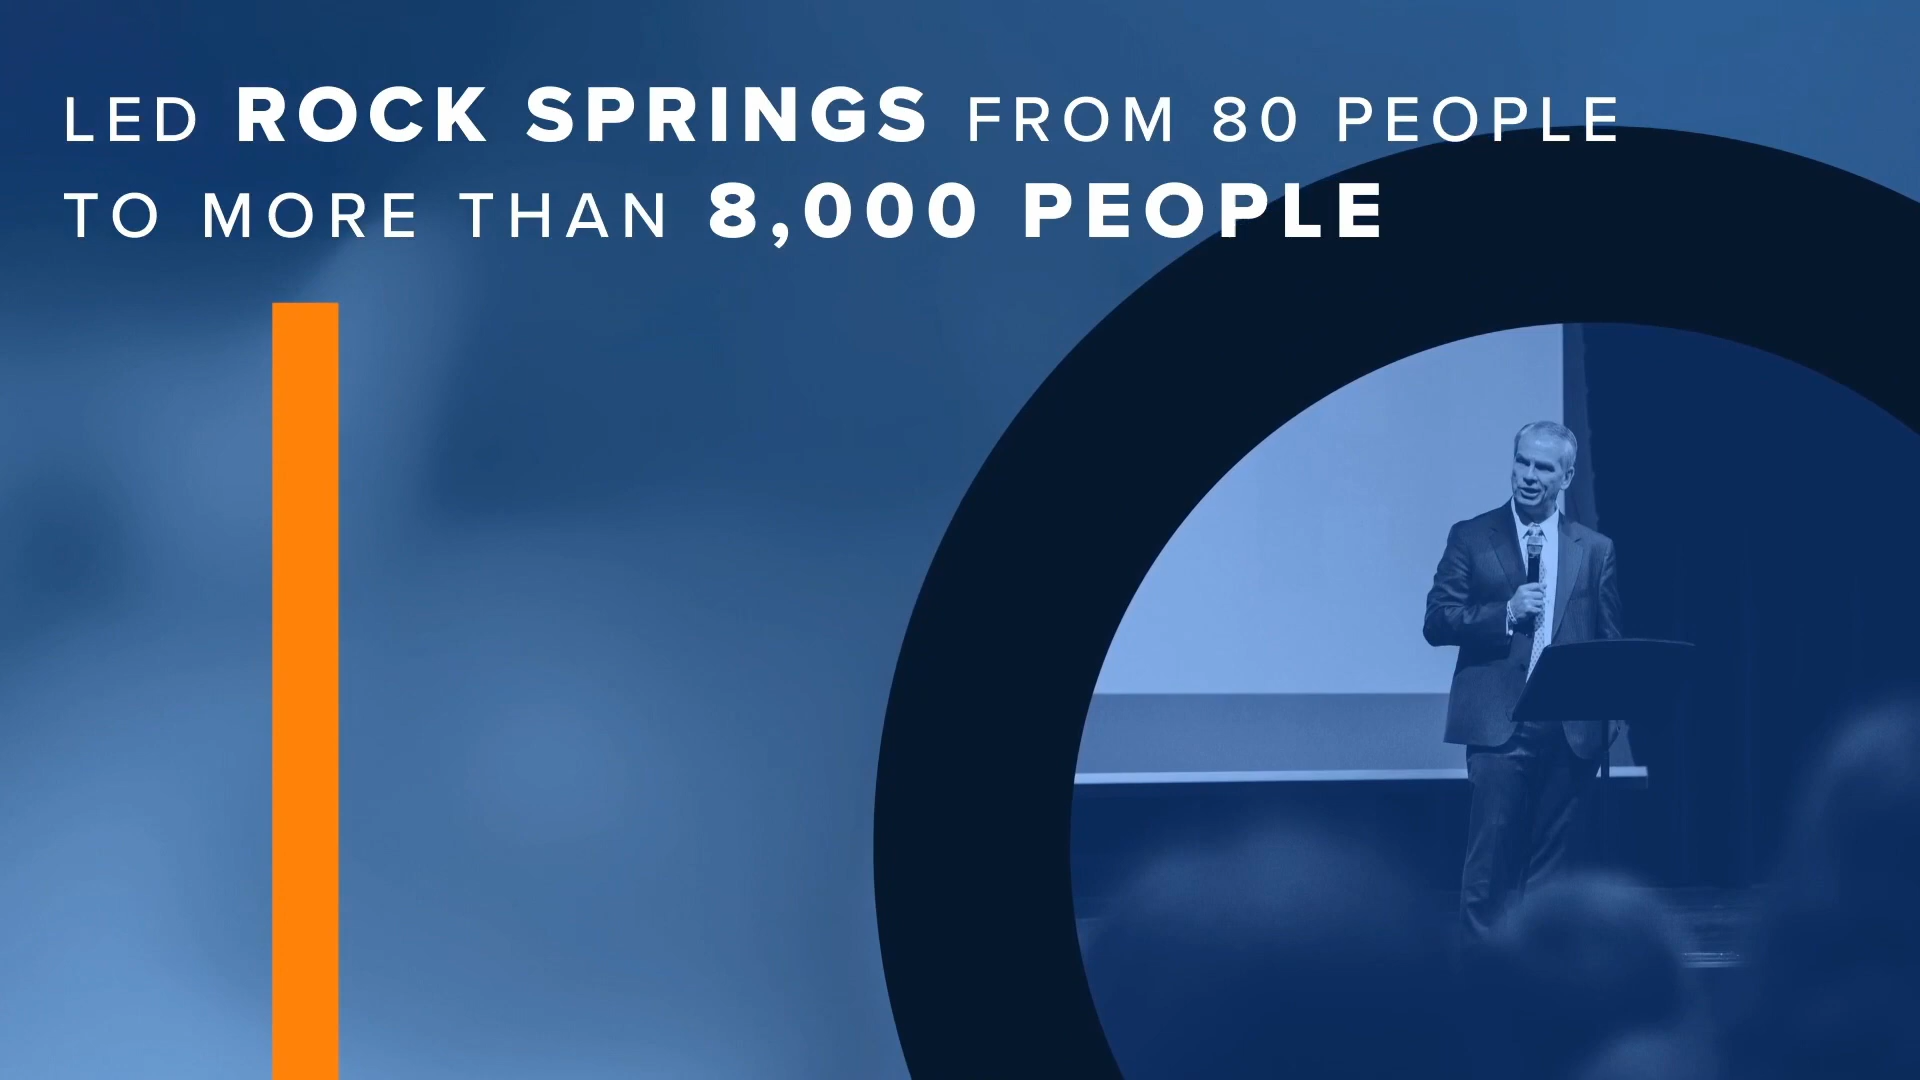 LED ROCK SPRINGS FROM 80 PEOPLE
TO MORE THAN 8,000 PEOPLE